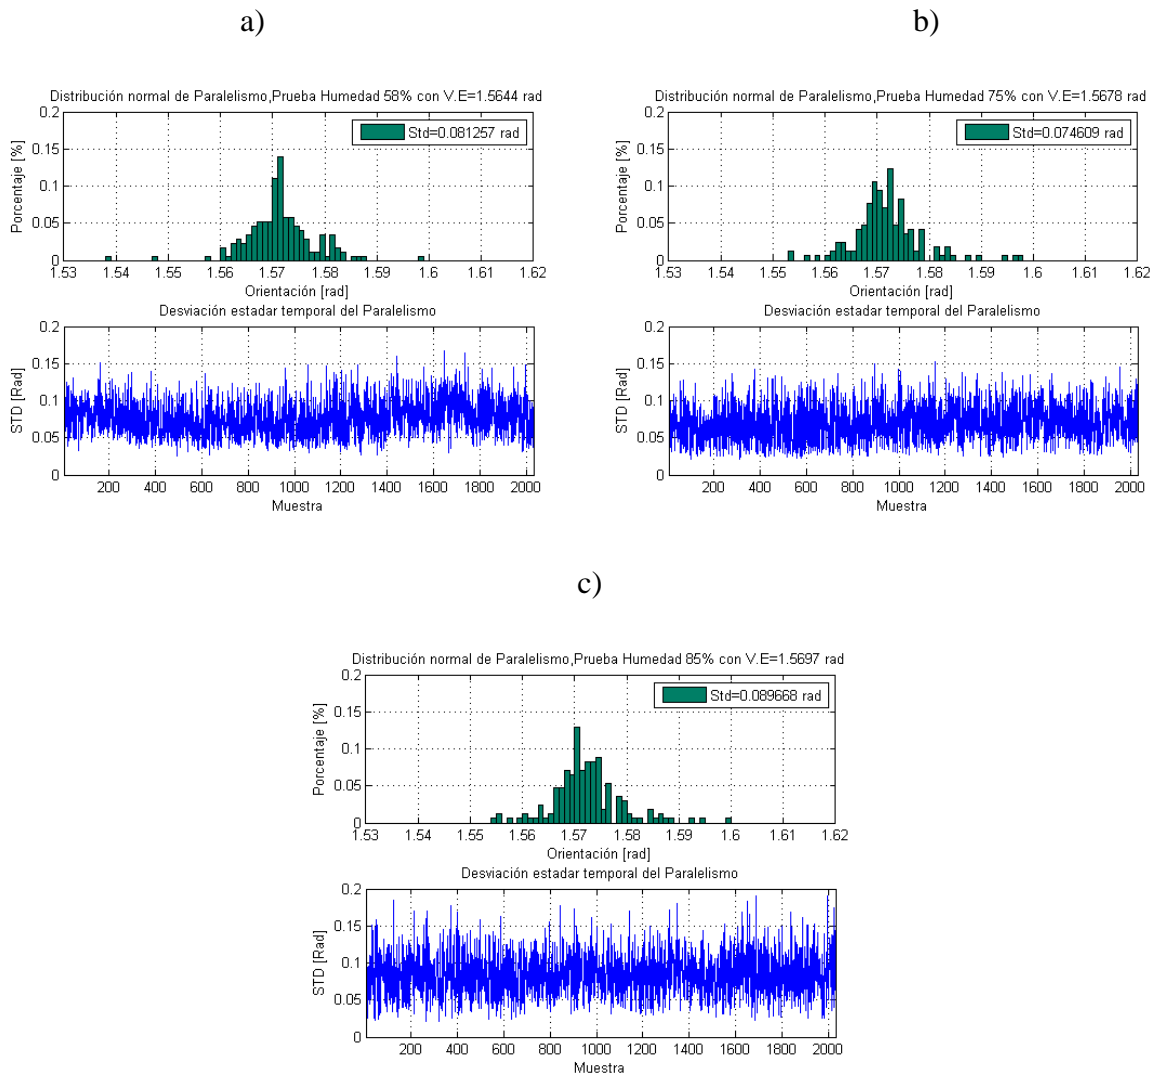 a)
Distribución normal de Paralelismo,Prueba Humedad 58% con V.E=1.5644 rad
Std=0.081257 rad
Porcentaje [%]
0.2
0.15
0.1
0.05
0
1.53 1.54 1.55 1.56 1.57 1.58 1.59 1.6 1.61 1.62
Orientación [rad]
Desviación estadar temporal del Paralelismo
STD [Rad]
0.2
0.15
0.1
0.05
0
200 400 600 800 1000 1200 1400 1600 1800 2000
Muestra
b)
Distribución normal de Paralelismo,Prueba Humedad 75% con V.E=1.5678 rad
Std=0.074609 rad
Porcentaje [%]
0.2
0.15
0.1
0.05
0
1.53 1.54 1.55 1.56 1.57 1.58 1.59 1.6 1.61 1.62
Orientación [rad]
Desviación estadar temporal del Paralelismo
STD [Rad]
0.2
0.15
0.1
0.05
0
200 400 600 800 1000 1200 1400 1600 1800 2000
Muestra
c)
Distribución normal de Paralelismo,Prueba Humedad 85% con V.E=1.5697 rad
Std=0.089668 rad
Porcentaje [%]
0.2
0.15
0.1
0.05
0
1.53 1.54 1.55 1.56 1.57 1.58 1.59 1.6 1.61 1.62
Orientación [rad]
Desviación estadar temporal del Paralelismo
STD [Rad]
0.2
0.15
0.1
0.05
0
200 400 600 800 1000 1200 1400 1600 1800 2000
Muestra